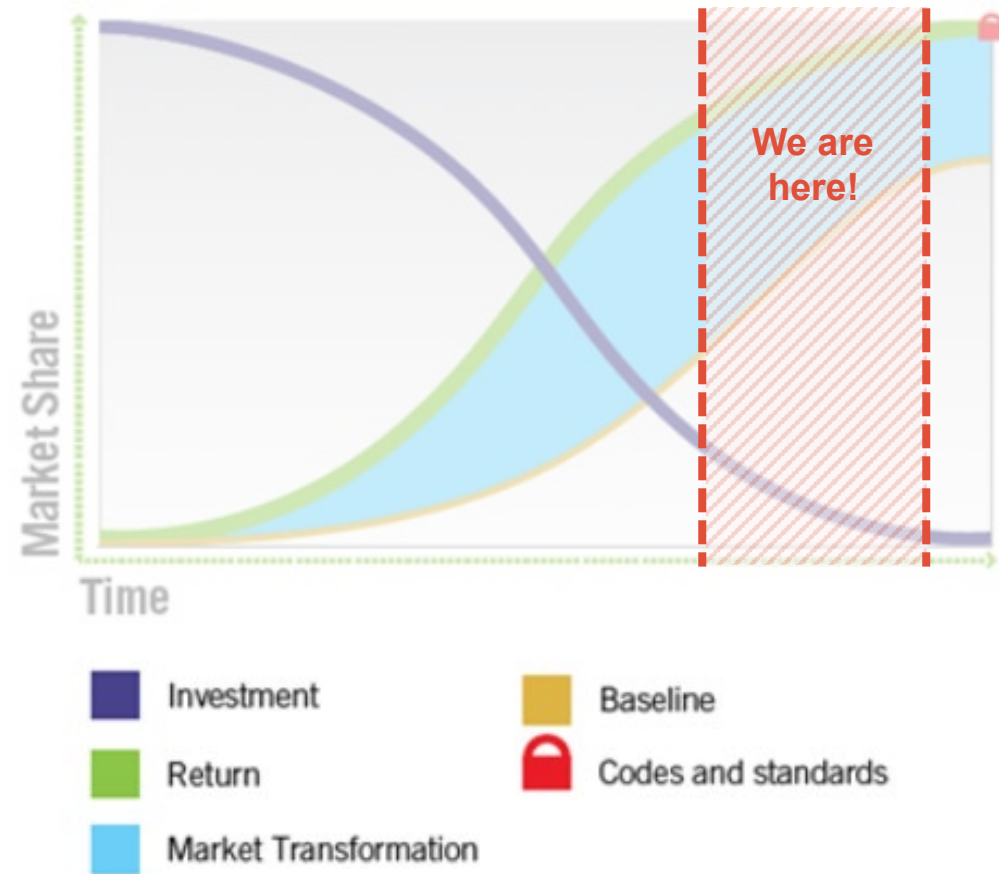 We are
here!
Market Share
Time
Investment
Return
Market Transformation
Baseline
Codes and standards